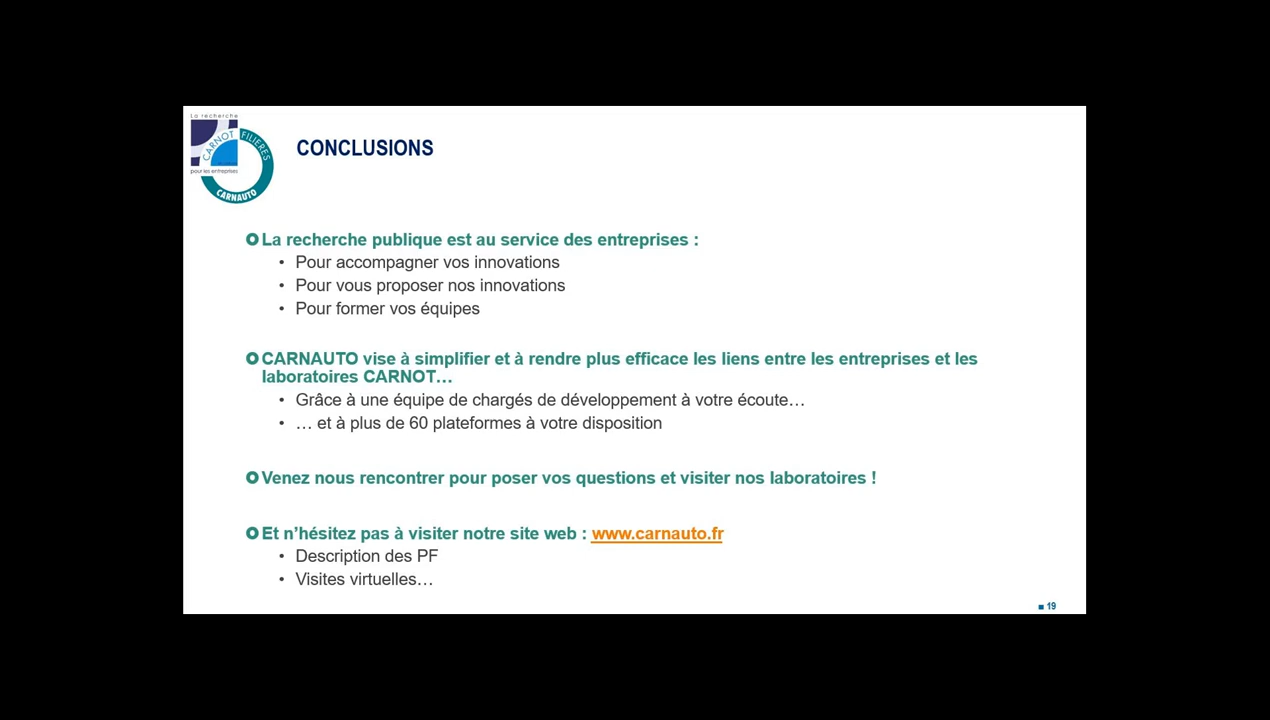 La recherche
CARNOT
FILIÈRES
pour les entreprises
CARNAUTO
CONCLUSIONS
La recherche publique est au service des entreprises :
• Pour accompagner vos innovations
• Pour vous proposer nos innovations
• Pour former vos équipes
CARNAUTO vise à simplifier et à rendre plus efficace les liens entre les entreprises et les
laboratoires CARNOT…
• Grâce à une équipe de chargés de développement à votre écoute…
• … et à plus de 60 plateformes à votre disposition
Venez nous rencontrer pour poser vos questions et visiter nos laboratoires !
Et n’hésitez pas à visiter notre site web : www.carnauto.fr
• Description des PF
• Visites virtuelles…
19